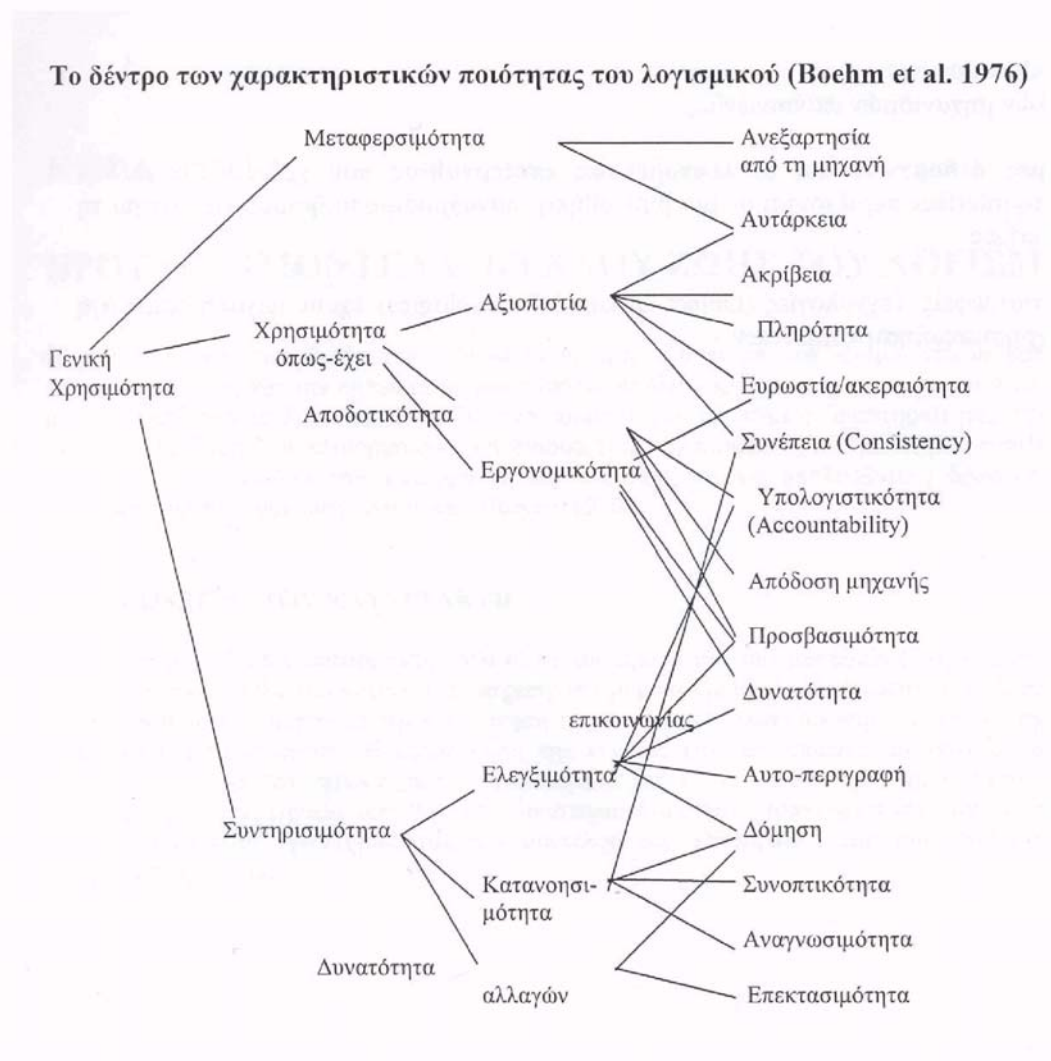 Το δέντρο των χαρακτηριστικών ποιότητας του λογισμικού (Boehm et al. 1976)
Μεταφερσιμότητα
Ανεξαρτησία
από τη μηχανή
Αυτάρκεια
Ακρίβεια
Αξιοπιστία
Πληρότητα
Χρησιμότητα
όπως-έχει
Γενική
Χρησιμότητα
Ευρωστία/ακεραιότητα
Αποδοτικότητα
Συνέπεια (Consistency)
Εργονομικότητα
Υπολογιστικότητα
(Accountability)
Απόδοση μηχανής
Προσβασιμότητα
Δυνατότητα
επικοινωνίας
Ελεγξιμότητα
Αυτο-περιγραφή
Συντηρισιμότητα
Δόμηση
Κατανοησι-
μότητα
Συνοπτικότητα
Αναγνωσιμότητα
Δυνατότητα
αλλαγών
Επεκτασιμότητα